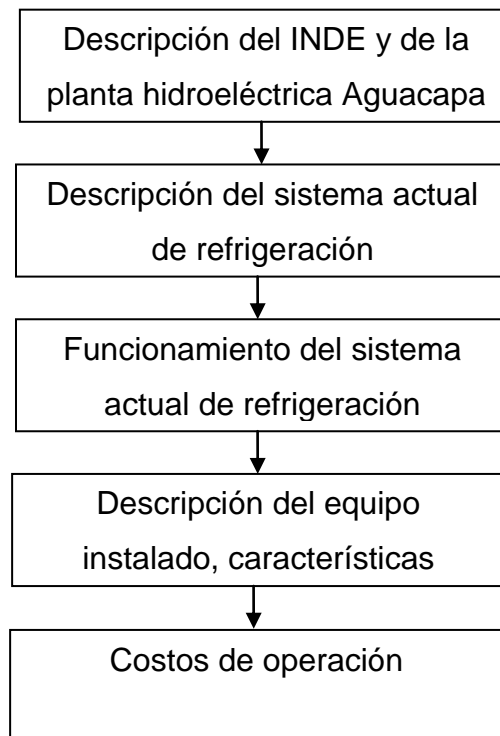 Descripción del INDE y de la
planta hidroeléctrica Aguacapa
Descripción del sistema actual
de refrigeración
Funcionamiento del sistema
actual de refrigeración
Descripción del equipo
instalado, características
Costos de operación